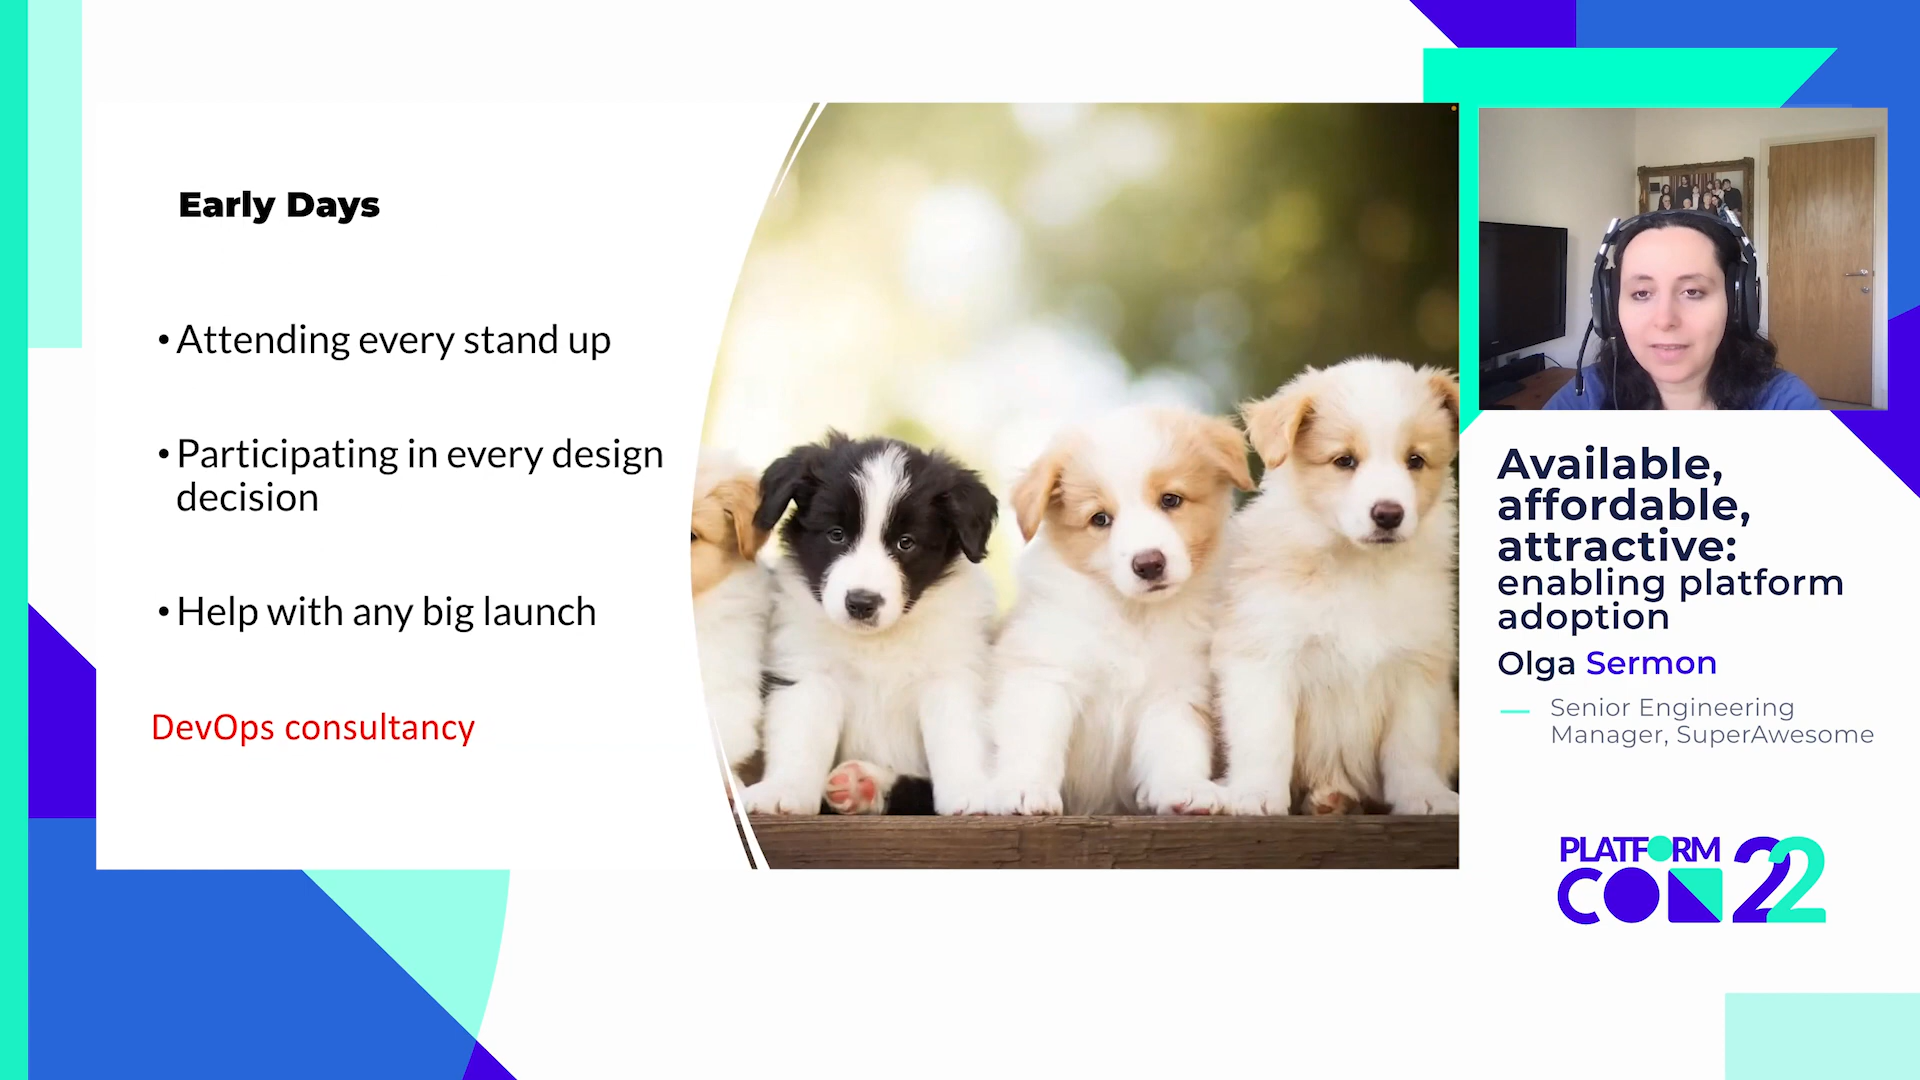 Early Days
•Attending every stand up
•Participating in every design
decision
•Help with any big launch
DevOps consultancy
Available,
affordable,
attractive:
enabling platform
adoption
Olga Sermon
Senior Engineering
Manager, SuperAwesome
PLATFORM
CON 22